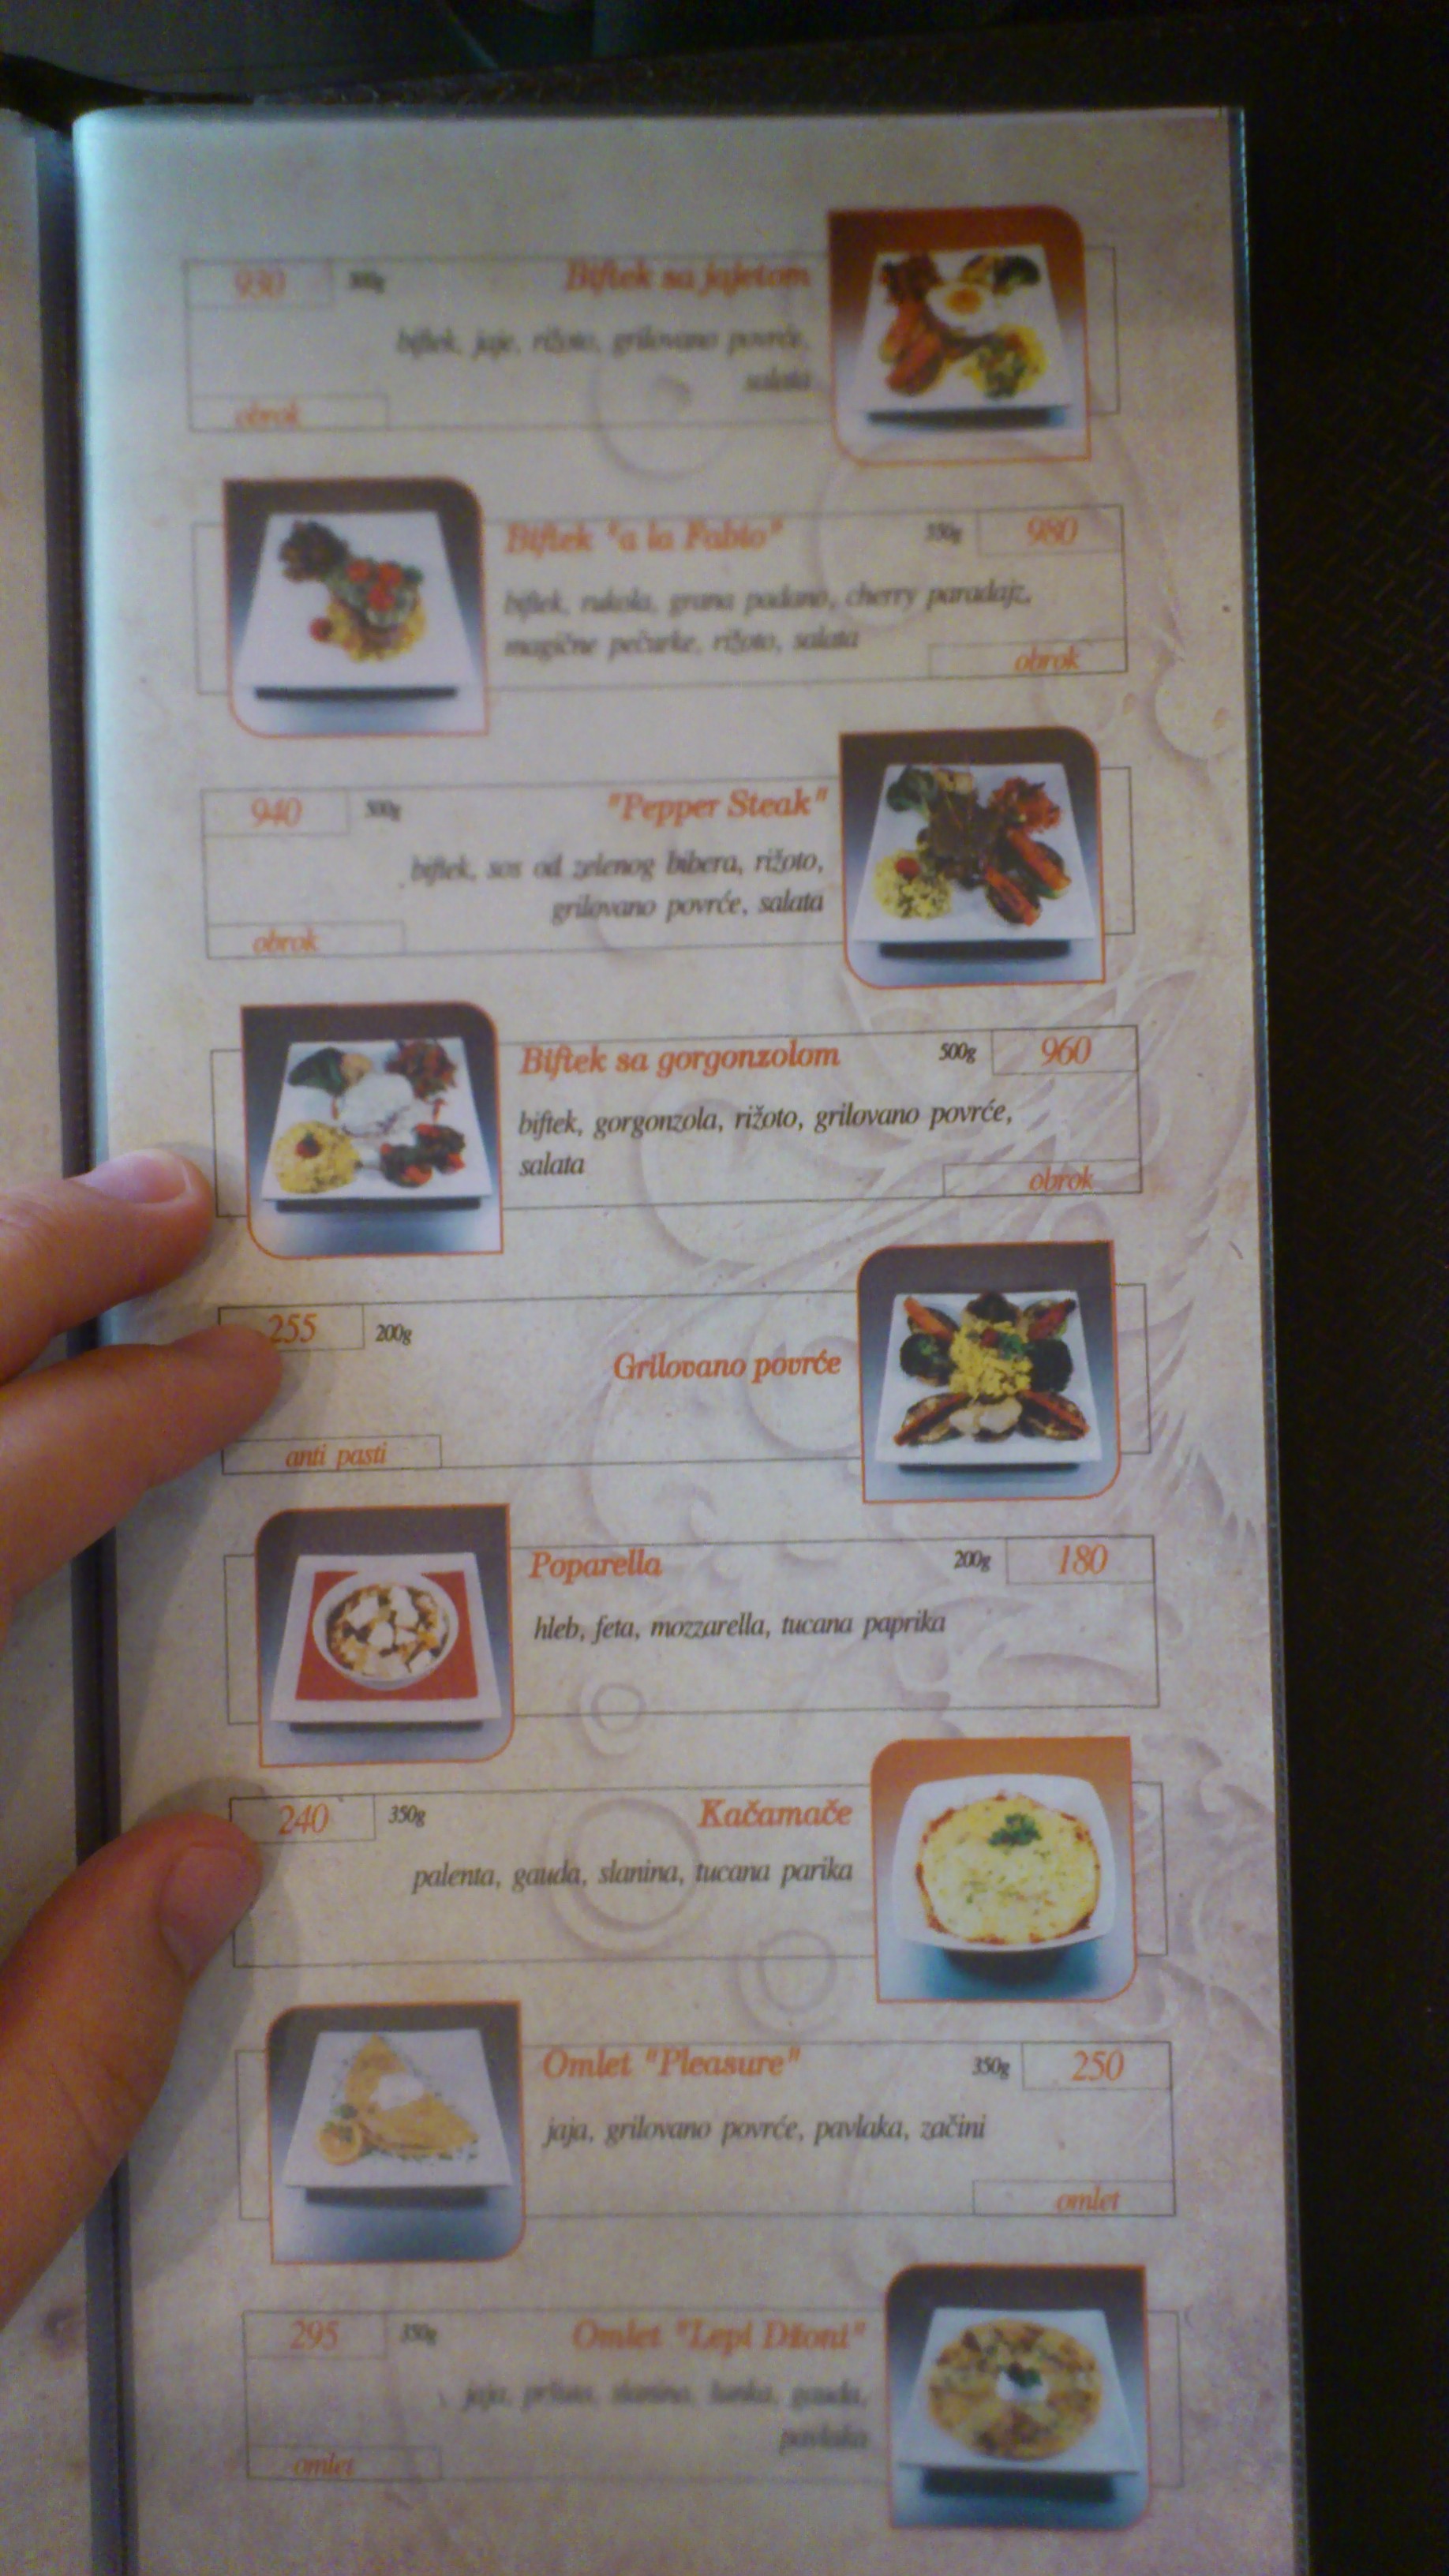 930
Biftek sa jajetom
biftek, jaje, rižoto, grilovano povrće,
salata
obrok
Biftek "a la Fabio" 350g 980
biftek, rukola, grana padano, cherry paradajz,
magične pečurke, rižoto, salata
obrok
940 500g "Pepper Steak"
biftek, sos od zelenog bibera, rižoto,
grilovano povrće, salata
obrok
Biftek sa gorgonzolom 500g 960
biftek, gorgonzola, rižoto, grilovano povrće,
salata
obrok
255 200g
Grilovano povrće
anti pasti
Poparella 200g 180
hleb, feta, mozzarella, tucana paprika
240 350g Kačamače
palenta, gauda, slanina, tucana parika
Omlet "Pleasure" 350g 250
jaja, grilovano povrće, pavlaka, začini
omlet
295 350g Omlet "Lepi Džoni"
jaja, pršuta, slanina, šunka, gauda,
pavlaka
omlet